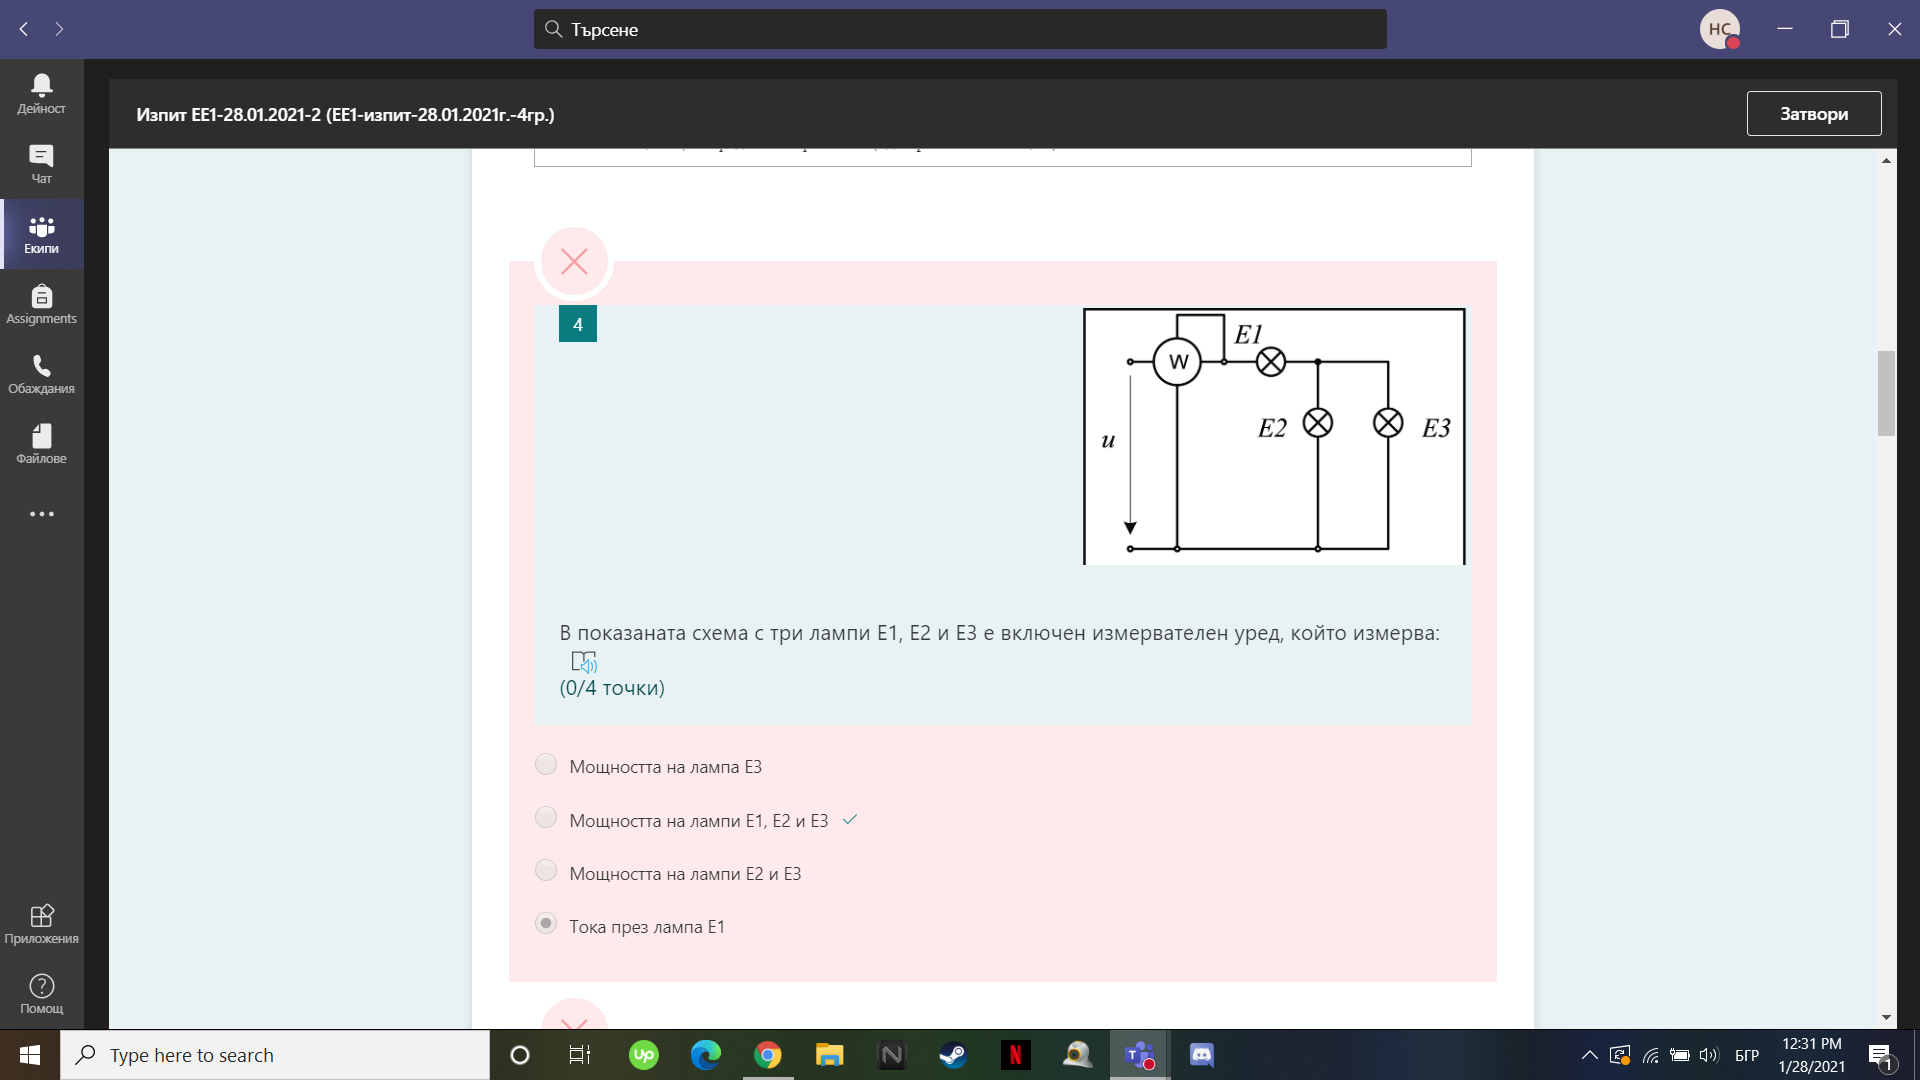 Търсене
НС
Дейност
Чат
Екипи
Assignments
Обаждания
Файлове
Приложения
Помощ
Изпит ЕЕ1-28.01.2021-2 (ЕЕ1-изпит-28.01.2021г.-4гр.)
Затвори
4
W
E1
E2
E3
u
В показаната схема с три лампи Е1, Е2 и Е3 е включен измервателен уред, който измерва:
(0/4 точки)
Мощността на лампа Е3
Мощността на лампи Е1, Е2 и Е3
Мощността на лампи Е2 и Е3
Тока през лампа Е1
Type here to search
Up
N
N
T
БГР
12:31 PM
1/28/2021
1